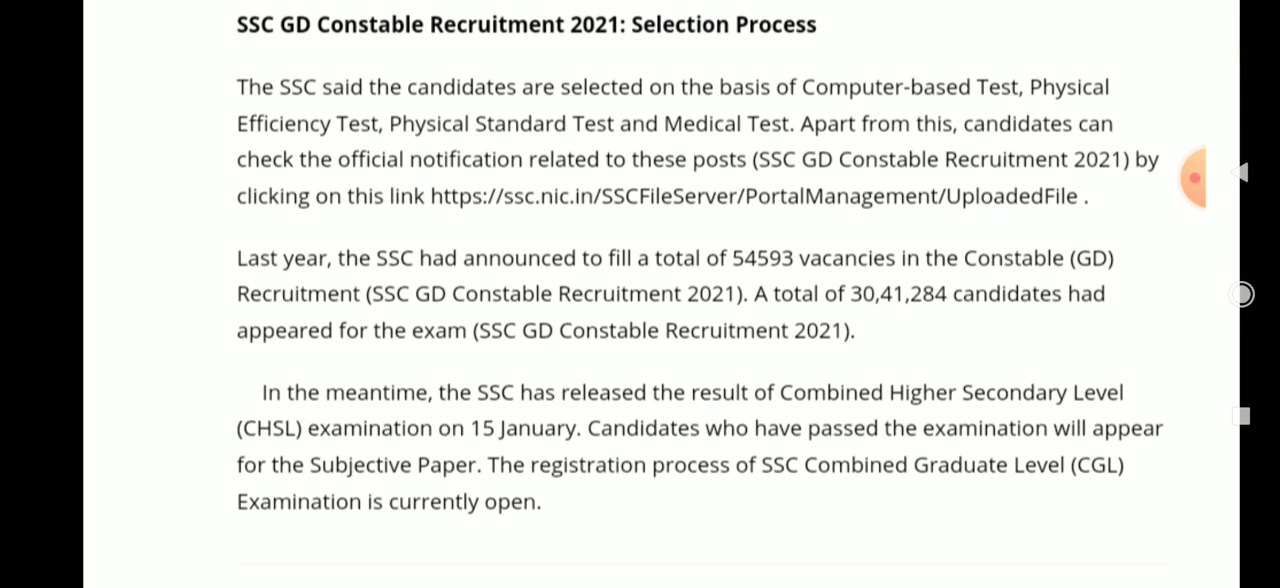 SSC GD Constable Recruitment 2021: Selection Process
The SSC said the candidates are selected on the basis of Computer-based Test, Physical
Efficiency Test, Physical Standard Test and Medical Test. Apart from this, candidates can
check the official notification related to these posts (SSC GD Constable Recruitment 2021) by
clicking on this link https://ssc.nic.in/SSCFileServer/PortalManagement/UploadedFile .
Last year, the SSC had announced to fill a total of 54593 vacancies in the Constable (GD)
Recruitment (SSC GD Constable Recruitment 2021). A total of 30,41,284 candidates had
appeared for the exam (SSC GD Constable Recruitment 2021).
In the meantime, the SSC has released the result of Combined Higher Secondary Level
(CHSL) examination on 15 January. Candidates who have passed the examination will appear
for the Subjective Paper. The registration process of SSC Combined Graduate Level (CGL)
Examination is currently open.